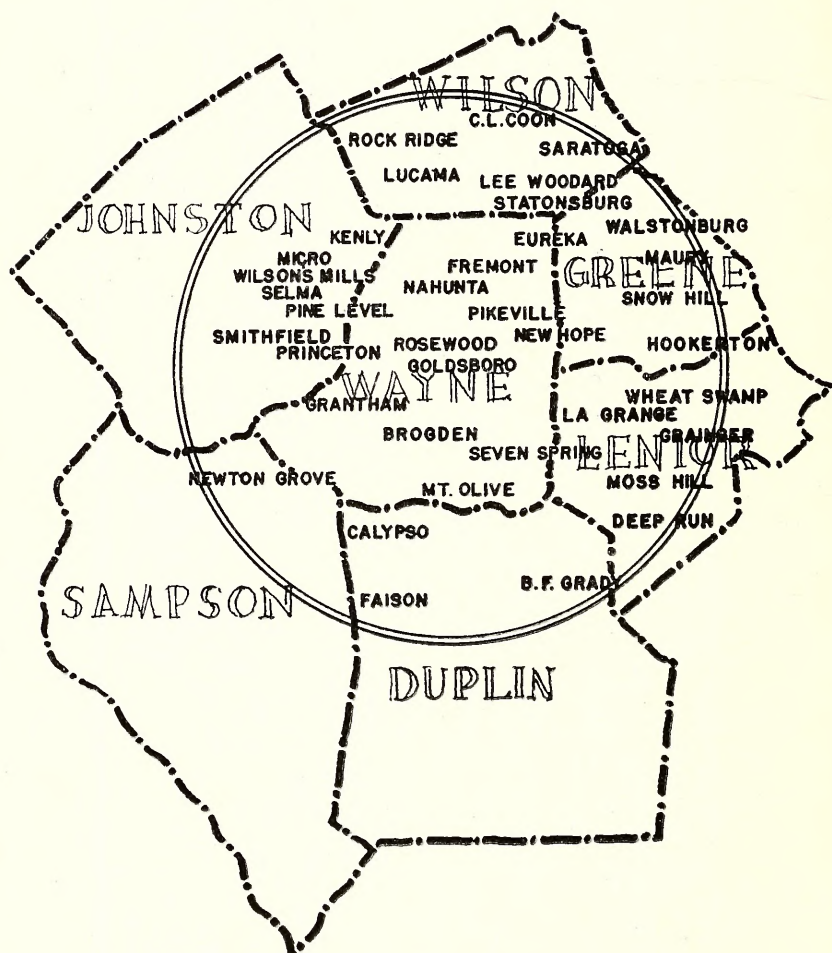 WILSON
C.L. COON
ROCK RIDGE
SARATOGA
LUCAMA
LEE WOODARD
STATONSBURG
JOHNSTON
WALSTONBURG
KENLY
EUREKA
MICRO
MAURY
FREMONT
GREENE
WILSONS MILLS
NAHUNTA
SELMA
SNOW HILL
PINE LEVEL
PIKEVILLE
SMITHFIELD
NEW HOPE
ROSEWOOD
HOOKERTON
PRINCETON
GOLDSBORO
WAYNE
WHEAT SWAMP
GRANTHAM
LA GRANGE
BROGDEN
GRAINGER
SEVEN SPRING
LENIOR
NEWTON GROVE
MOSS HILL
MT. OLIVE
DEEP RUN
CALYPSO
B.F. GRADY
SAMPSON
FAISON
DUPLIN